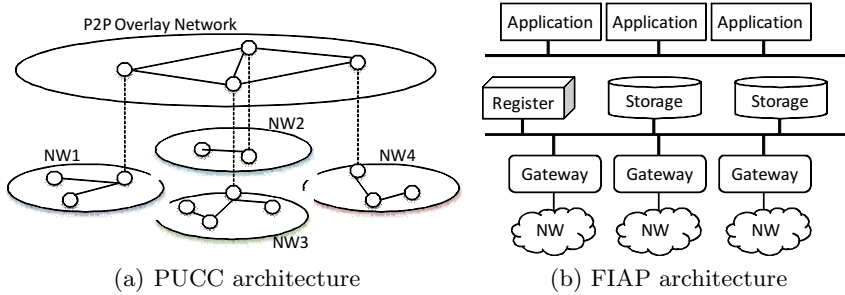 P2P Overlay Network
NW1
NW2
NW4
NW3
(a) PUCC architecture
Application Application Application
Register Storage Storage
Gateway Gateway Gateway
NW NW NW
(b) FIAP architecture